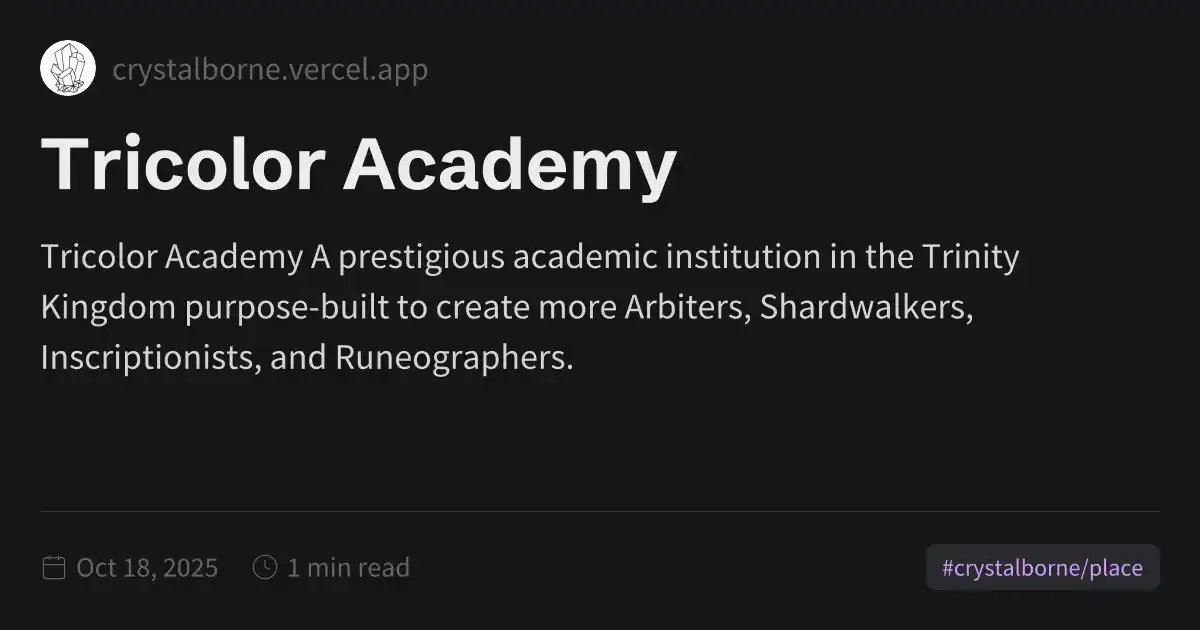 crystalborne.vercel.app
Tricolor Academy
Tricolor Academy A prestigious academic institution in the Trinity
Kingdom purpose-built to create more Arbiters, Shardwalkers,
Inscriptionists, and Runeographers.
Oct 18, 2025
1 min read
#crystalborne/place